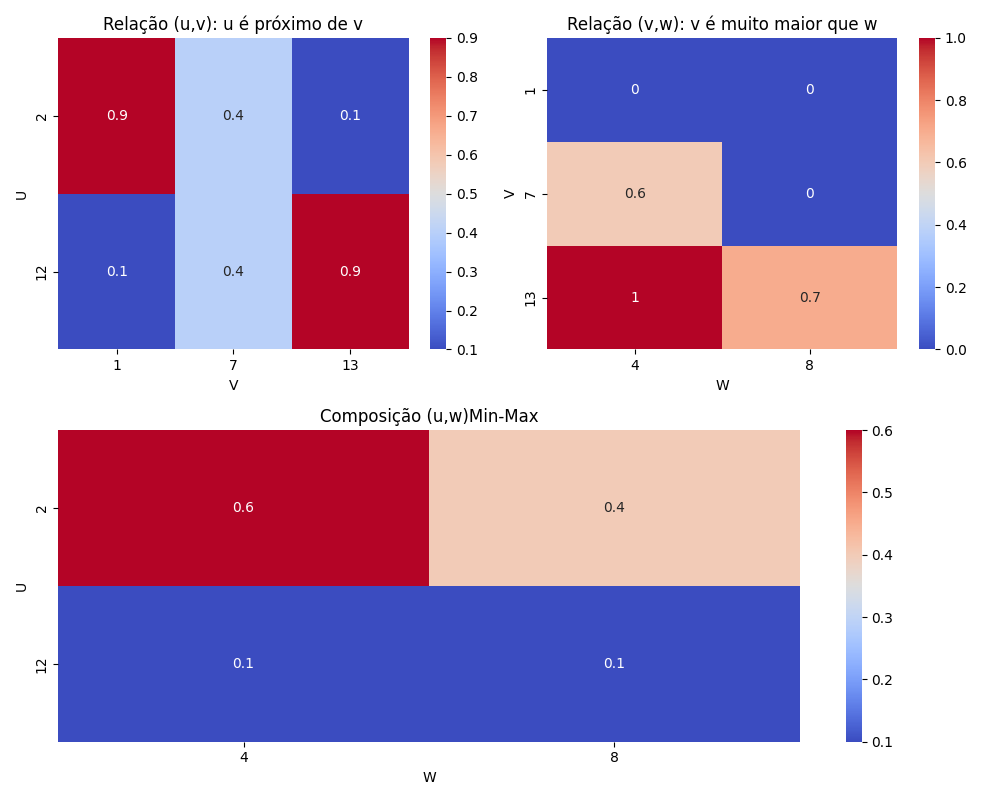 Relação (u,v): u é próximo de v
2
12
U
0.9 0.4 0.1
0.1 0.4 0.9
1 7 13
V
0.9
0.8
0.7
0.6
0.5
0.4
0.3
0.2
0.1
Relação (v,w): v é muito maior que w
1
7
13
V
0 0
0.6 0
1 0.7
4 8
W
1.0
0.8
0.6
0.4
0.2
0.0
Composição (u,w)Min-Max
2
12
U
0.6 0.4
0.1 0.1
4 8
W
0.6
0.5
0.4
0.3
0.2
0.1